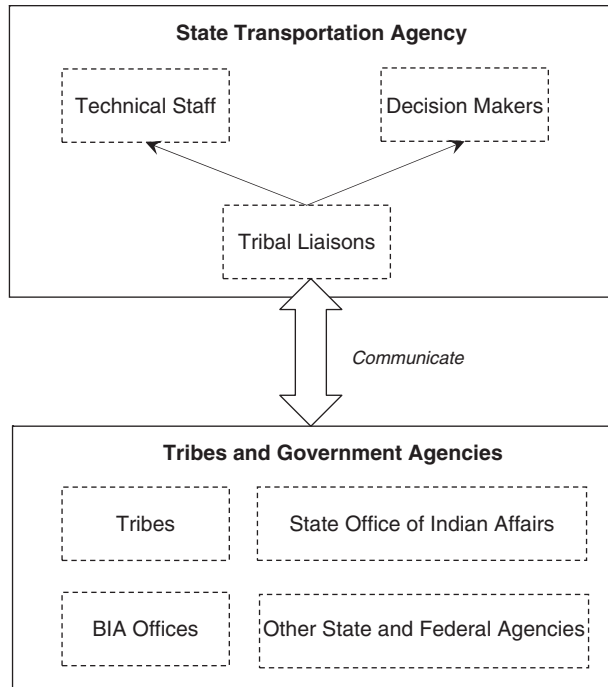 State Transportation Agency
Technical Staff
Decision Makers
Tribal Liaisons
Communicate
Tribes and Government Agencies
Tribes
State Office of Indian Affairs
BIA Offices
Other State and Federal Agencies